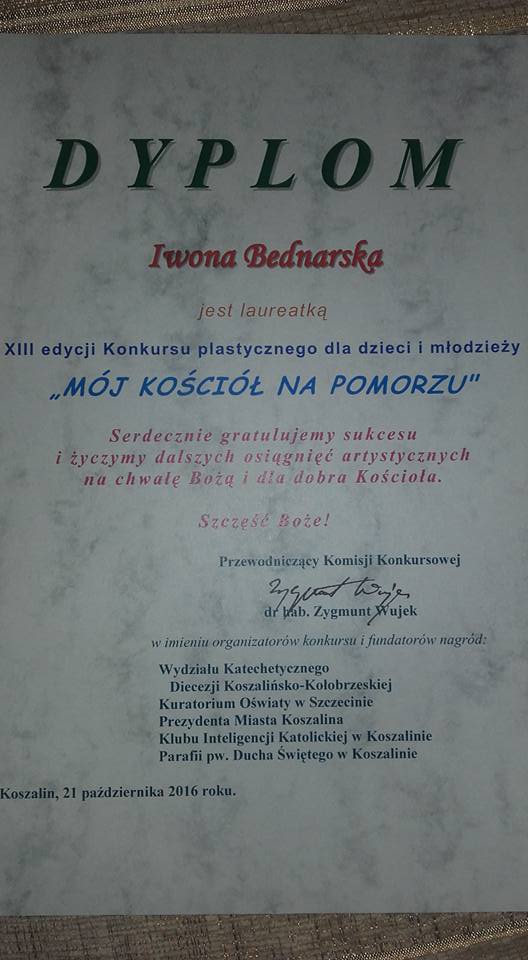 DYPLOM
Iwona Bednarska
jest laureatką
XIII edycji Konkursu plastycznego dla dzieci i młodzieży
„MÓJ KOŚCIÓŁ NA POMORZU"
Serdecznie gratulujemy sukcesu
i życzymy dalszych osiągnięć artystycznych
na chwałę Bożą i dla dobra Kościoła.
Szczęść Boże!
Przewodniczący Komisji Konkursowej
Zygmunt Wujek
dr hab. Zygmunt Wujek
w imieniu organizatorów konkursu i fundatorów nagród:
Wydziału Katechetycznego
Diecezji Koszalińsko-Kołobrzeskiej
Kuratorium Oświaty w Szczecinie
Prezydenta Miasta Koszalina
Klubu Inteligencji Katolickiej w Koszalinie
Parafii pw. Ducha Świętego w Koszalinie
Koszalin, 21 października 2016 roku.